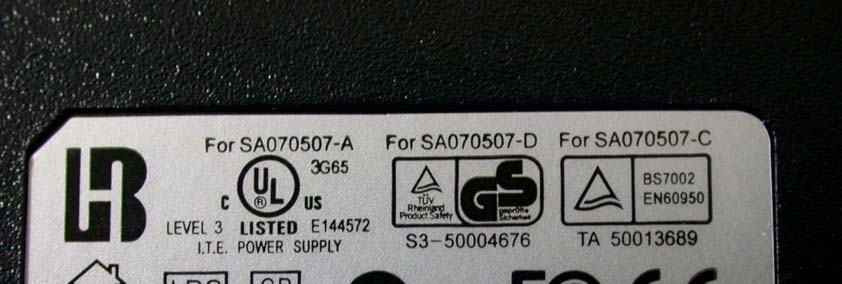 For SA070507-A For SA070507-D For SA070507-C
3G65
C UL ® US
TÜV
Rheinland
Product Safety
GS
geprüfte
Sicherheit
BS7002
EN60950
LEVEL 3 LISTED E144572
I.T.E. POWER SUPPLY
S3-50004676 TA 50013689